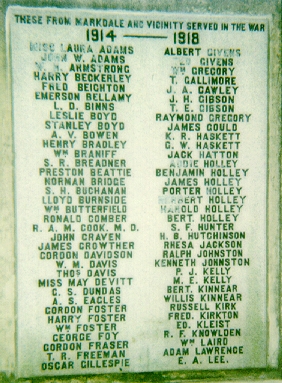 THESE FROM MARKDALE AND VICINITY SERVED IN THE WAR
1914 — 1918
MISS LAURA ADAMS
JOHN W. ADAMS
ARMSTRONG
HARRY BECKERLEY
FRED BEIGHTON
EMERSON BELLAMY
L. D. BINNS
LESLIE BOYD
STANLEY BOYD
A. V. BOWEN
HENRY BRADLEY
WM BRANIFF
S. R. BREADNER
PRESTON BEATTIE
NORMAN BRIDGE
S. H. BUCHANAN
LLOYD BURNSIDE
WM BUTTERFIELD
RONALD COMBER
R. A. M. COOK, M. D.
JOHN CRAVEN
JAMES CROWTHER
GORDON DAVIDSON
W. M. DAVIS
THOS DAVIS
MISS MAY DEVITT
C. S. DUNDAS
A. S. EAGLES
GORDON FOSTER
HARRY FOSTER
WM FOSTER
GEORGE FOY
GORDON FRASER
T. R. FREEMAN
OSCAR GILLESPIE
ALBERT GIVENS
ED GIVENS
WM GREGORY
T. GALLIMORE
J. A. GAWLEY
J. H. GIBSON
T. E. GIBSON
RAYMOND GREGORY
JAMES GOULD
K. R. HASKETT
G. W. HASKETT
JACK HATTON
ADDIE HOLLEY
BENJAMIN HOLLEY
JAMES HOLLEY
PORTER HOLLEY
HERBERT HOLLEY
HAROLD HOLLEY
BERT. HOLLEY
S. F. HUNTER
H. B. HUTCHINSON
RHESA JACKSON
RALPH JOHNSTON
KENNETH JOHNSTON
P. J. KELLY
M. E. KELLY
BERT. KINNEAR
WILLIS KINNEAR
RUSSELL KIRK
FRED. KIRKTON
ED. KLEIST
R. F. KNOWLDEN
WM LAIRD
ADAM LAWRENCE
E. A. LEE.